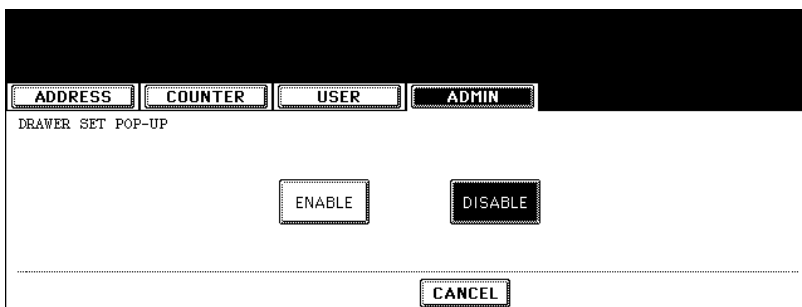 ADDRESS COUNTER USER ADMIN
DRAWER SET POP-UP
ENABLE DISABLE
CANCEL